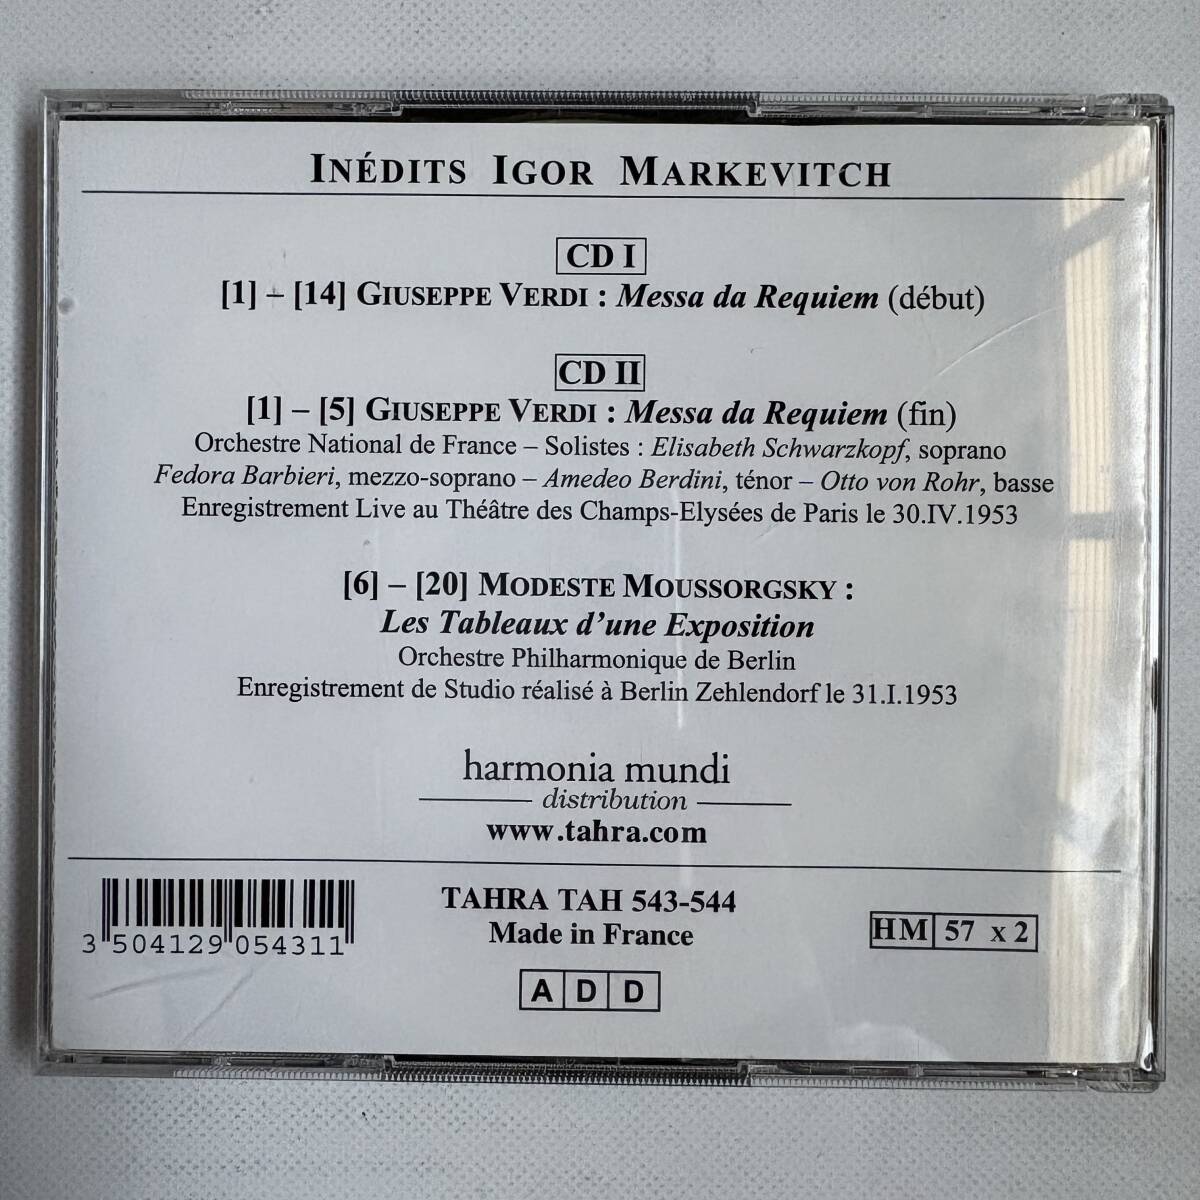 INÉDITS IGOR MARKEVITCH
CD I
[1] – [14] GIUSEPPE VERDI : Messa da Requiem (début)
CD II
[1] – [5] GIUSEPPE VERDI : Messa da Requiem (fin)
Orchestre National de France – Solistes : Elisabeth Schwarzkopf, soprano
Fedora Barbieri, mezzo-soprano – Amedeo Berdini, ténor – Otto von Rohr, basse
Enregistrement Live au Théâtre des Champs-Elysées de Paris le 30.IV.1953
[6] – [20] MODESTE MOUSSORGSKY :
Les Tableaux d’une Exposition
Orchestre Philharmonique de Berlin
Enregistrement de Studio réalisé à Berlin Zehlendorf le 31.I.1953
harmonia mundi
distribution
www.tahra.com
3 504129 054311
TAHRA TAH 543-544
Made in France
HM 57 x 2
A D D